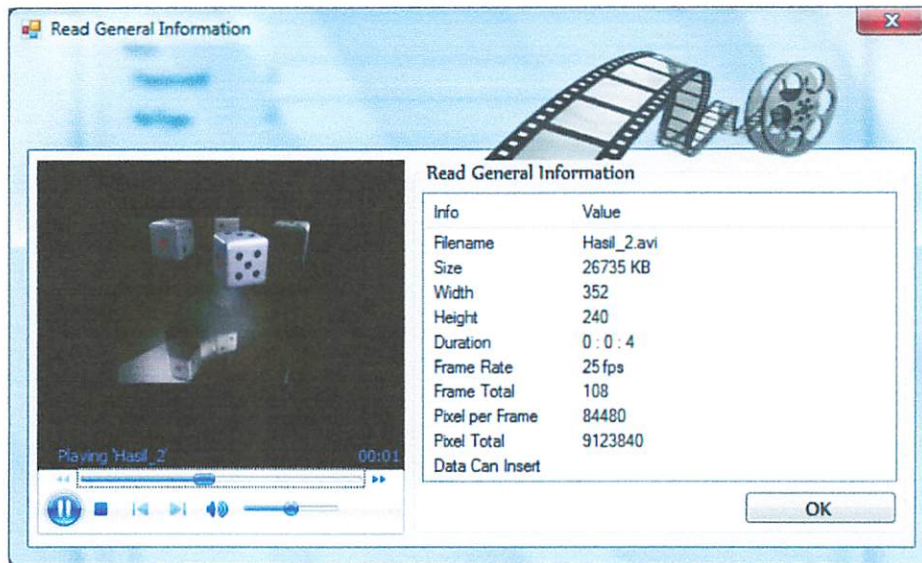 Read General Information
Read General Information
Info Value
Filename Hasil_2.avi
Size 26735 KB
Width 352
Height 240
Duration 0 : 0 : 4
Frame Rate 25 fps
Frame Total 108
Pixel per Frame 84480
Pixel Total 9123840
Data Can Insert
Playing 'Hasil_2' 00:01
OK